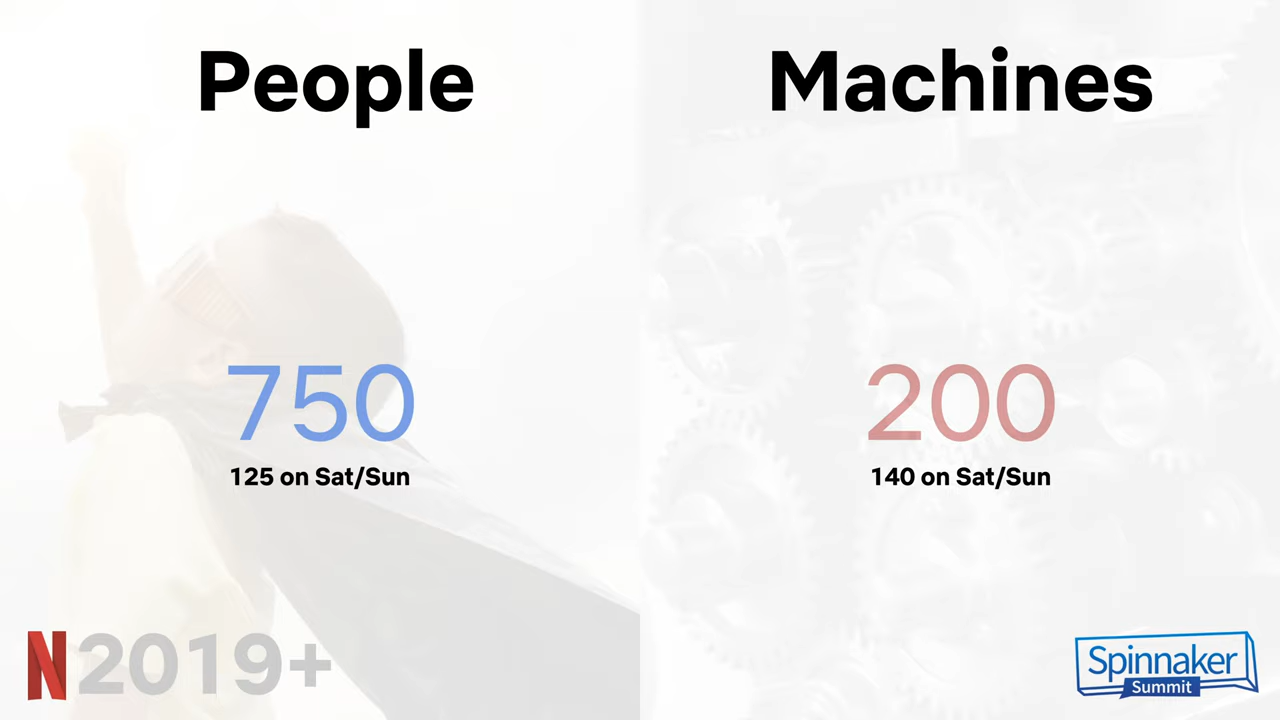 People
750
125 on Sat/Sun
Machines
200
140 on Sat/Sun
N 2019+
Spinnaker
Summit